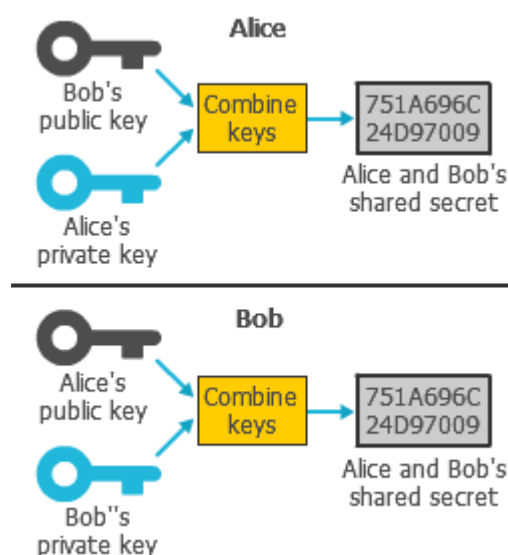 Alice
Bob's
public key
Combine
keys
751A696C
24D97009
Alice and Bob's
shared secret
Alice's
private key
Bob
Alice's
public key
Combine
keys
751A696C
24D97009
Alice and Bob's
shared secret
Bob''s
private key